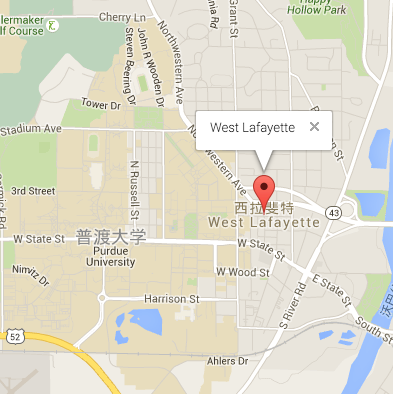 Happy
Hollow Park
Cherry Ln
Steven Beering Dr
John R Wooden Dr
Northwestern Ave
Grant St
Tower Dr
Stadium Ave
West Lafayette
Northwestern Ave
3rd Street
N Russell St
西拉斐特
West Lafayette
43
普渡大学
Purdue
University
W State St
W State St
Nimitz Dr
W Wood St
E State St
Harrison St
S River Rd
South St
52
Ahlers Dr